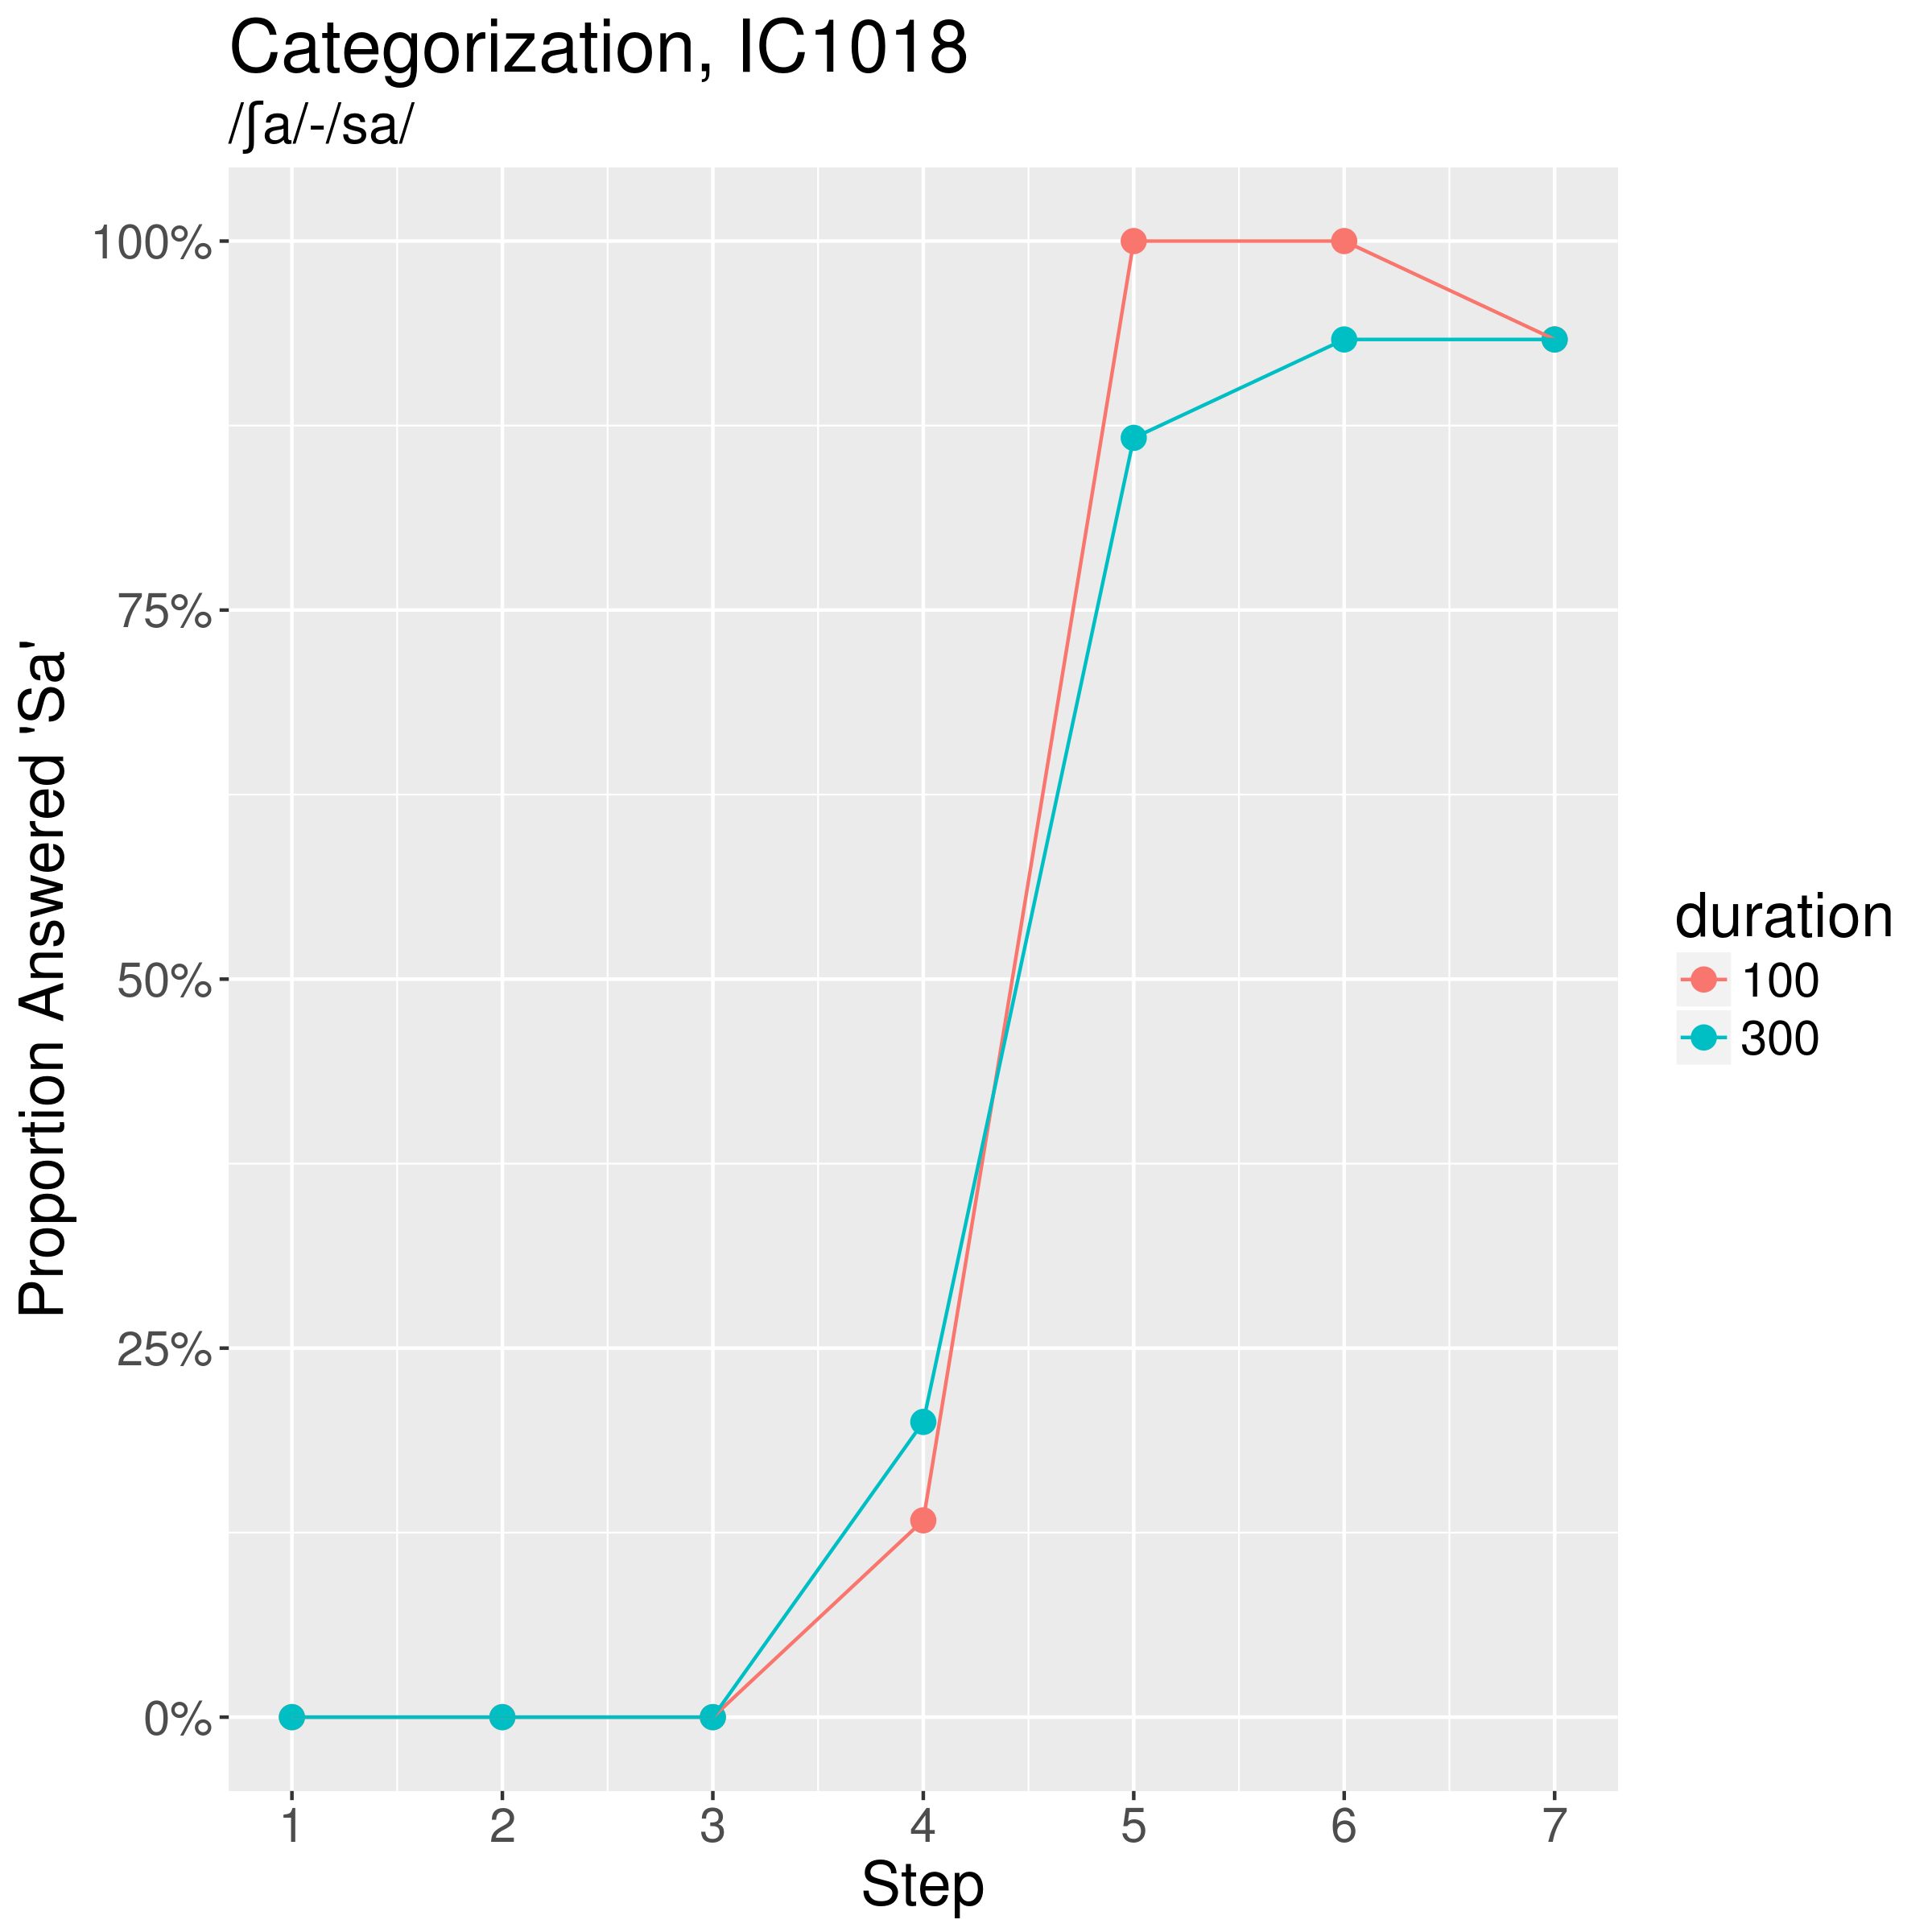 Categorization, IC1018
/ʃa/-/sa/
Proportion Answered 'Sa'
100%
75%
50%
25%
0%
1 2 3 4 5 6 7
Step
duration
100
300